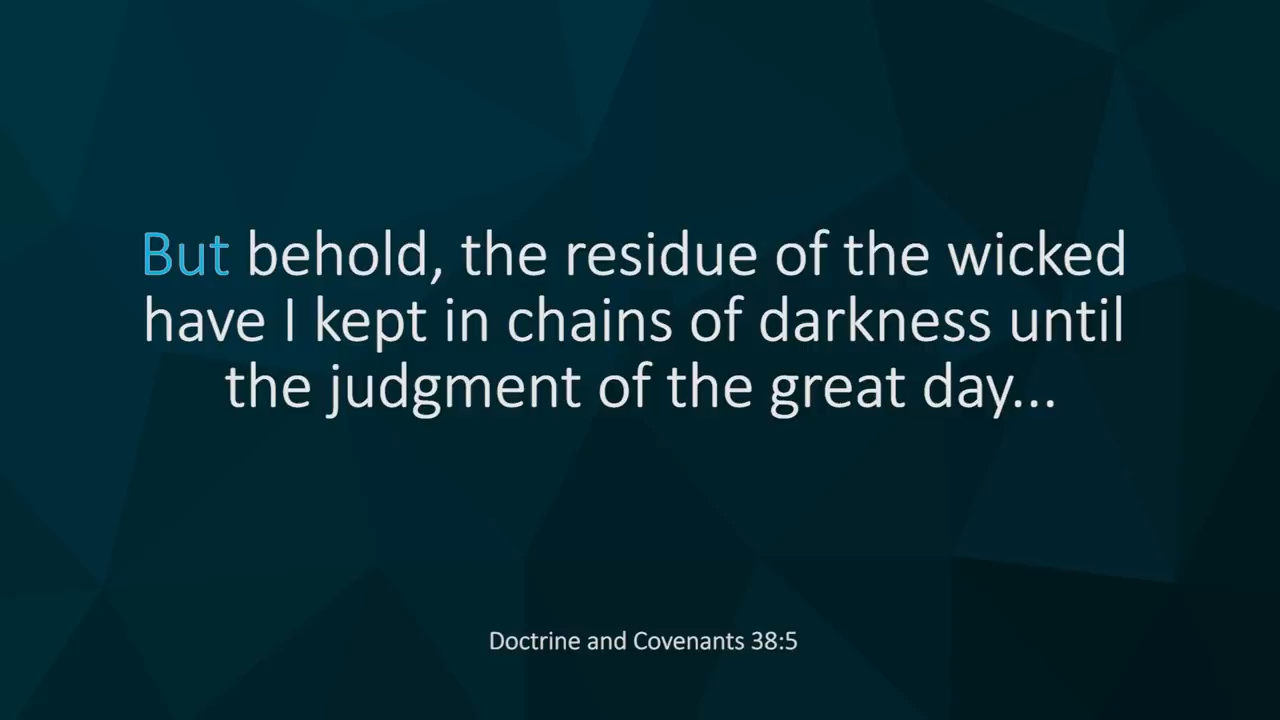 But behold, the residue of the wicked
have I kept in chains of darkness until
the judgment of the great day...
Doctrine and Covenants 38:5